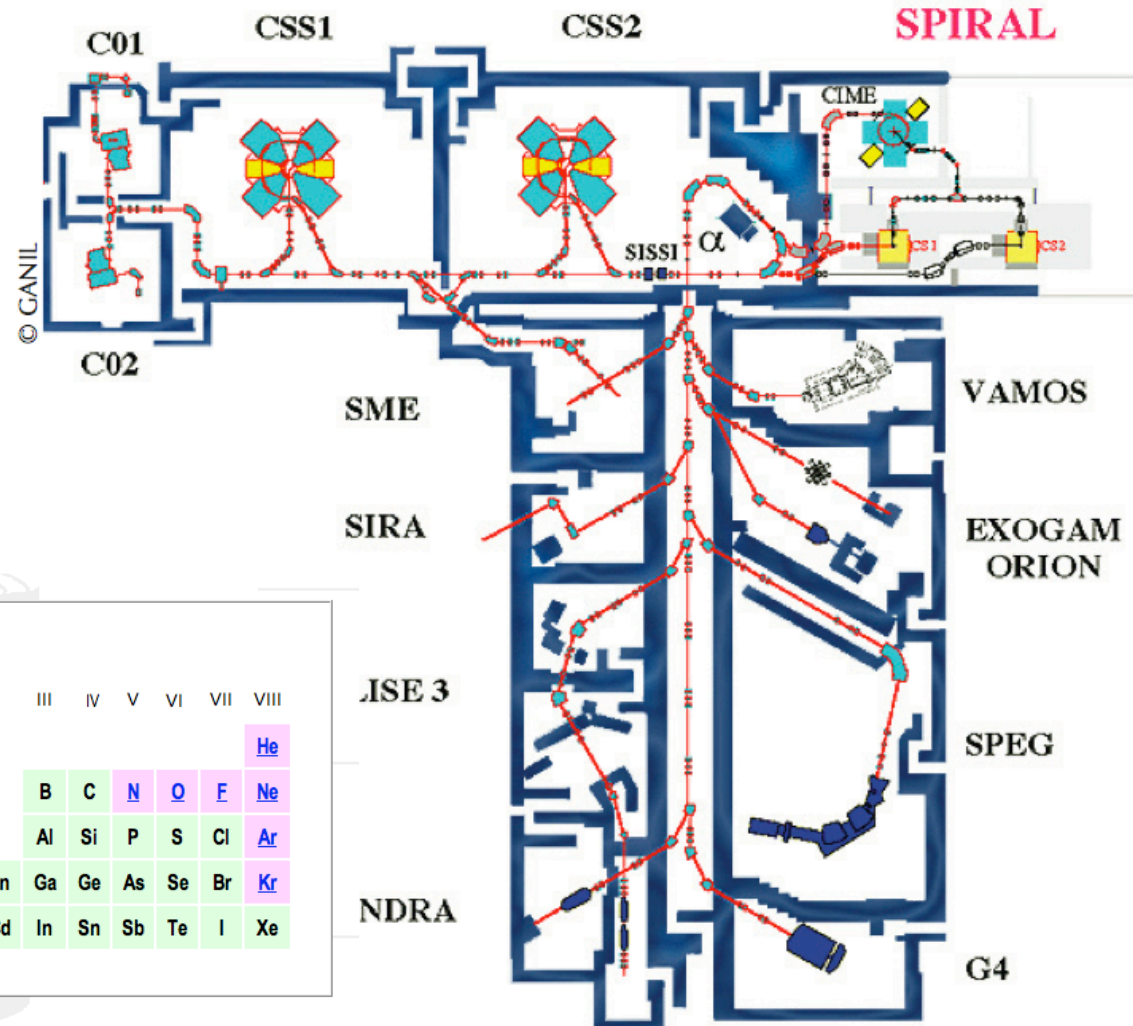 C01
CSS1
CSS2
SPIRAL
CIME
© GANIL
SISSI
α
CS1
CS2
C02
SME
VAMOS
SIRA
EXOGAM
ORION
LISE 3
SPEG
NDRA
G4
III IV V VI VII VIII
He
B C N O F Ne
Al Si P S Cl Ar
n Ga Ge As Se Br Kr
d In Sn Sb Te I Xe